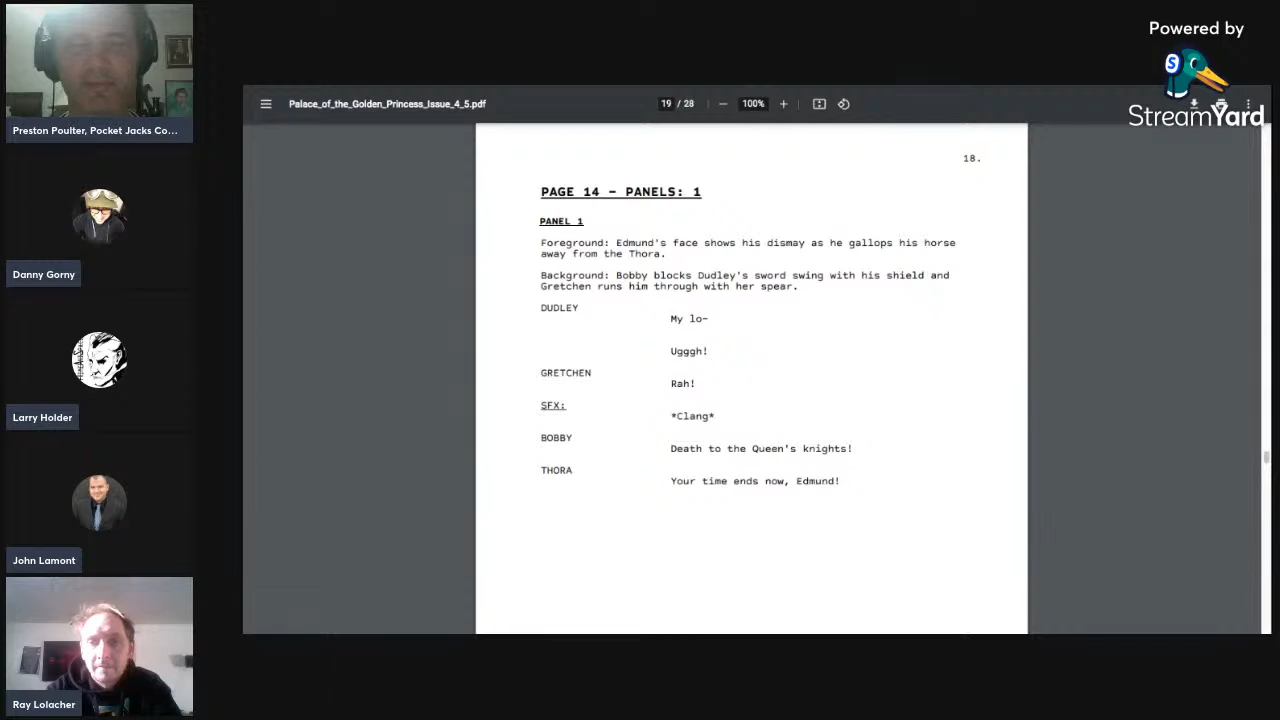 Powered by
StreamYard
Palace_of_the_Golden_Princess_Issue_4_5.pdf
19 / 28
100%
Preston Poulter, Pocket Jacks Co...
Danny Gorny
Larry Holder
John Lamont
Ray Lolacher
18.
PAGE 14 – PANELS: 1
PANEL 1
Foreground: Edmund's face shows his dismay as he gallops his horse
away from the Thora.
Background: Bobby blocks Dudley's sword swing with his shield and
Gretchen runs him through with her spear.
DUDLEY
My lo–
Ugggh!
GRETCHEN
Rah!
SFX:
*Clang*
BOBBY
Death to the Queen's knights!
THORA
Your time ends now, Edmund!